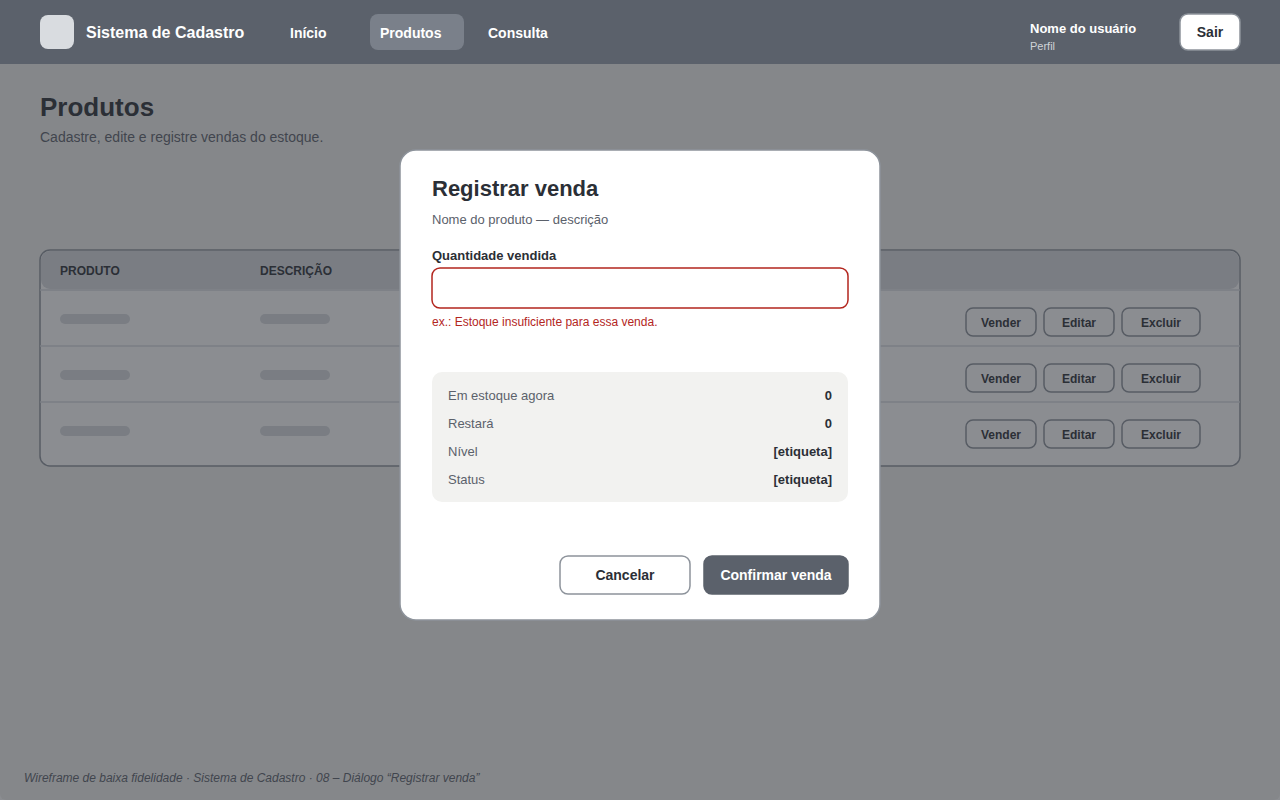 Sistema de Cadastro Início Produtos Consulta Nome do usuário Sair
Perfil
Produtos
Cadastre, edite e registre vendas do estoque.
Registrar venda
Nome do produto — descrição
Quantidade vendida
ex.: Estoque insuficiente para essa venda.
Em estoque agora 0
Restará 0
Nível [etiqueta]
Status [etiqueta]
Cancelar Confirmar venda
PRODUTO DESCRIÇÃO
Vender Editar Excluir
Vender Editar Excluir
Vender Editar Excluir
Wireframe de baixa fidelidade · Sistema de Cadastro · 08 – Diálogo “Registrar venda”